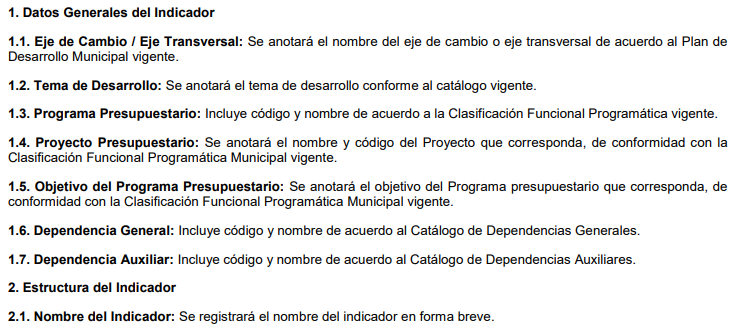 1. Datos Generales del Indicador
1.1. Eje de Cambio / Eje Transversal: Se anotará el nombre del eje de cambio o eje transversal de acuerdo al Plan de
Desarrollo Municipal vigente.
1.2. Tema de Desarrollo: Se anotará el tema de desarrollo conforme al catálogo vigente.
1.3. Programa Presupuestario: Incluye código y nombre de acuerdo a la Clasificación Funcional Programática vigente.
1.4. Proyecto Presupuestario: Se anotará el nombre y código del Proyecto que corresponda, de conformidad con la
Clasificación Funcional Programática Municipal vigente.
1.5. Objetivo del Programa Presupuestario: Se anotará el objetivo del Programa presupuestario que corresponda, de
conformidad con la Clasificación Funcional Programática Municipal vigente.
1.6. Dependencia General: Incluye código y nombre de acuerdo al Catálogo de Dependencias Generales.
1.7. Dependencia Auxiliar: Incluye código y nombre de acuerdo al Catálogo de Dependencias Auxiliares.
2. Estructura del Indicador
2.1. Nombre del Indicador: Se registrará el nombre del indicador en forma breve.